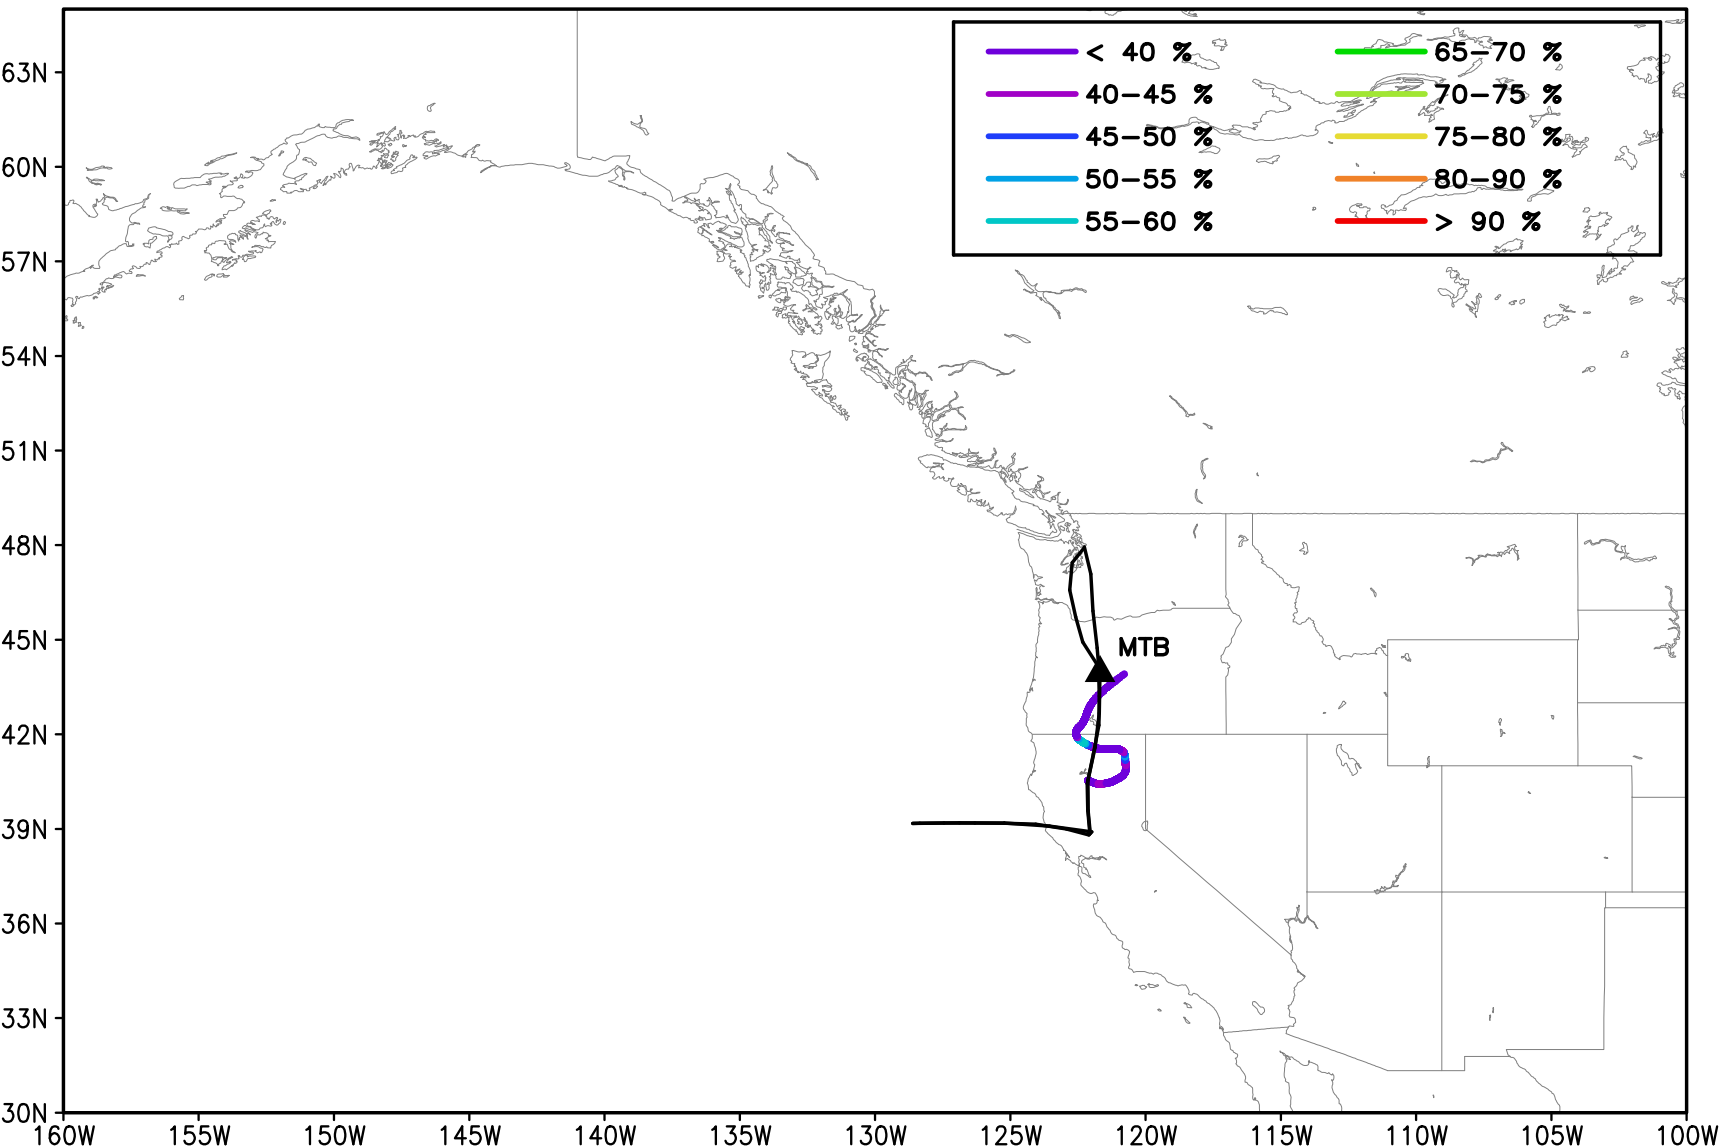 < 40 %
65-70 %
40-45 %
70-75 %
45-50 %
75-80 %
50-55 %
80-90 %
55-60 %
> 90 %
63N
60N
57N
54N
51N
48N
45N
MTB
42N
39N
36N
33N
30N
160W 155W 150W 145W 140W 135W 130W 125W 120W 115W 110W 105W 100W